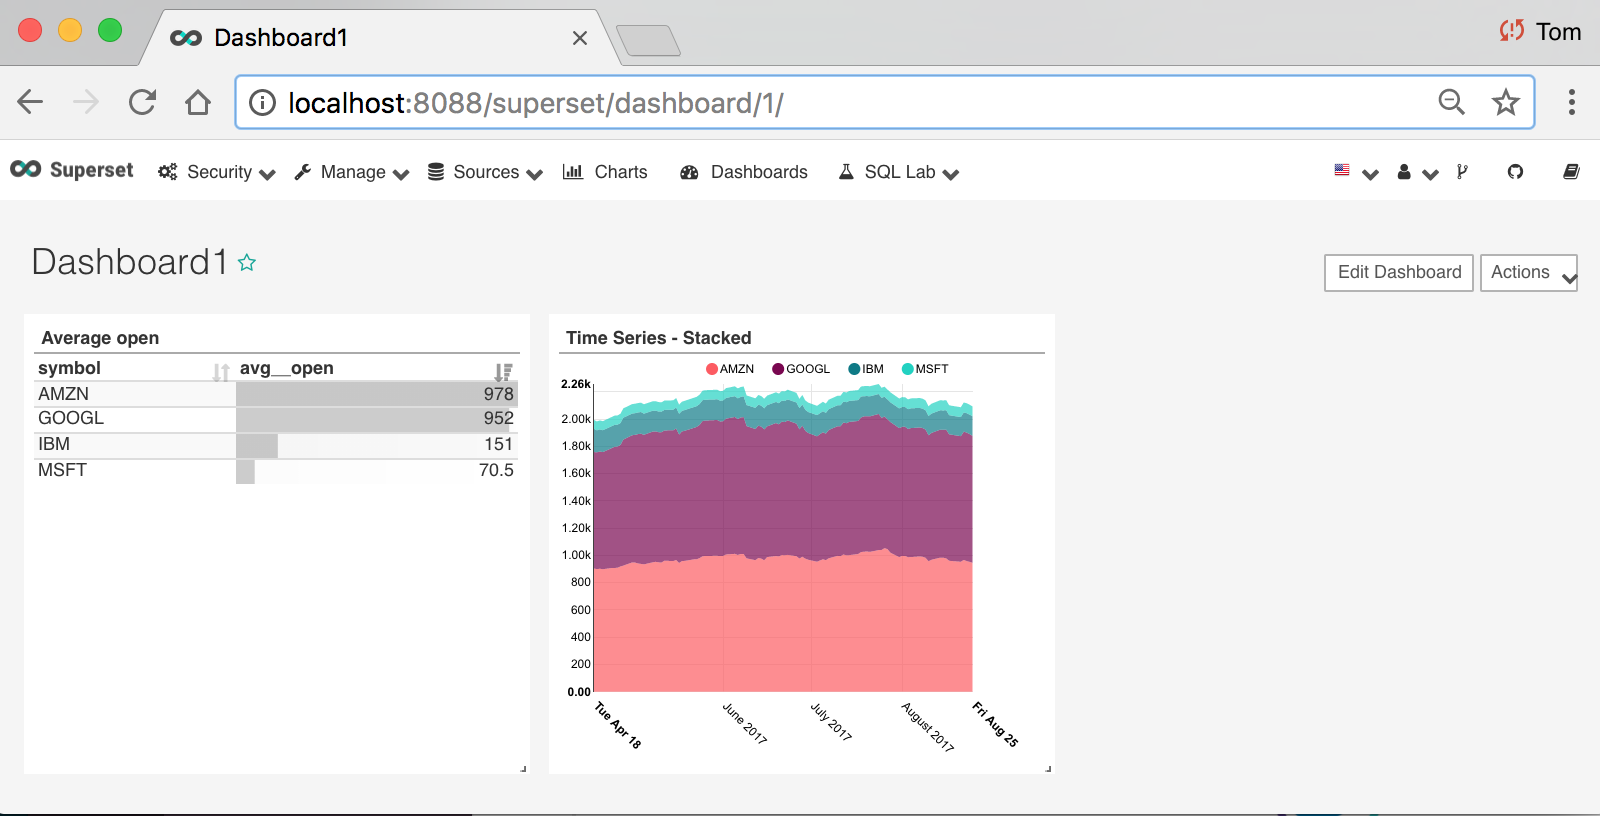 Dashboard1
Tom
localhost:8088/superset/dashboard/1/
Superset Security Manage Sources Charts Dashboards SQL Lab
Dashboard1
Edit Dashboard Actions
Average open
symbol avg__open
AMZN 978
GOOGL 952
IBM 151
MSFT 70.5
Time Series - Stacked
AMZN GOOGL IBM MSFT
2.26k
2.00k
1.80k
1.60k
1.40k
1.20k
1.00k
800
600
400
200
0.00
Tue Apr 18
June 2017
July 2017
August 2017
Fri Aug 25